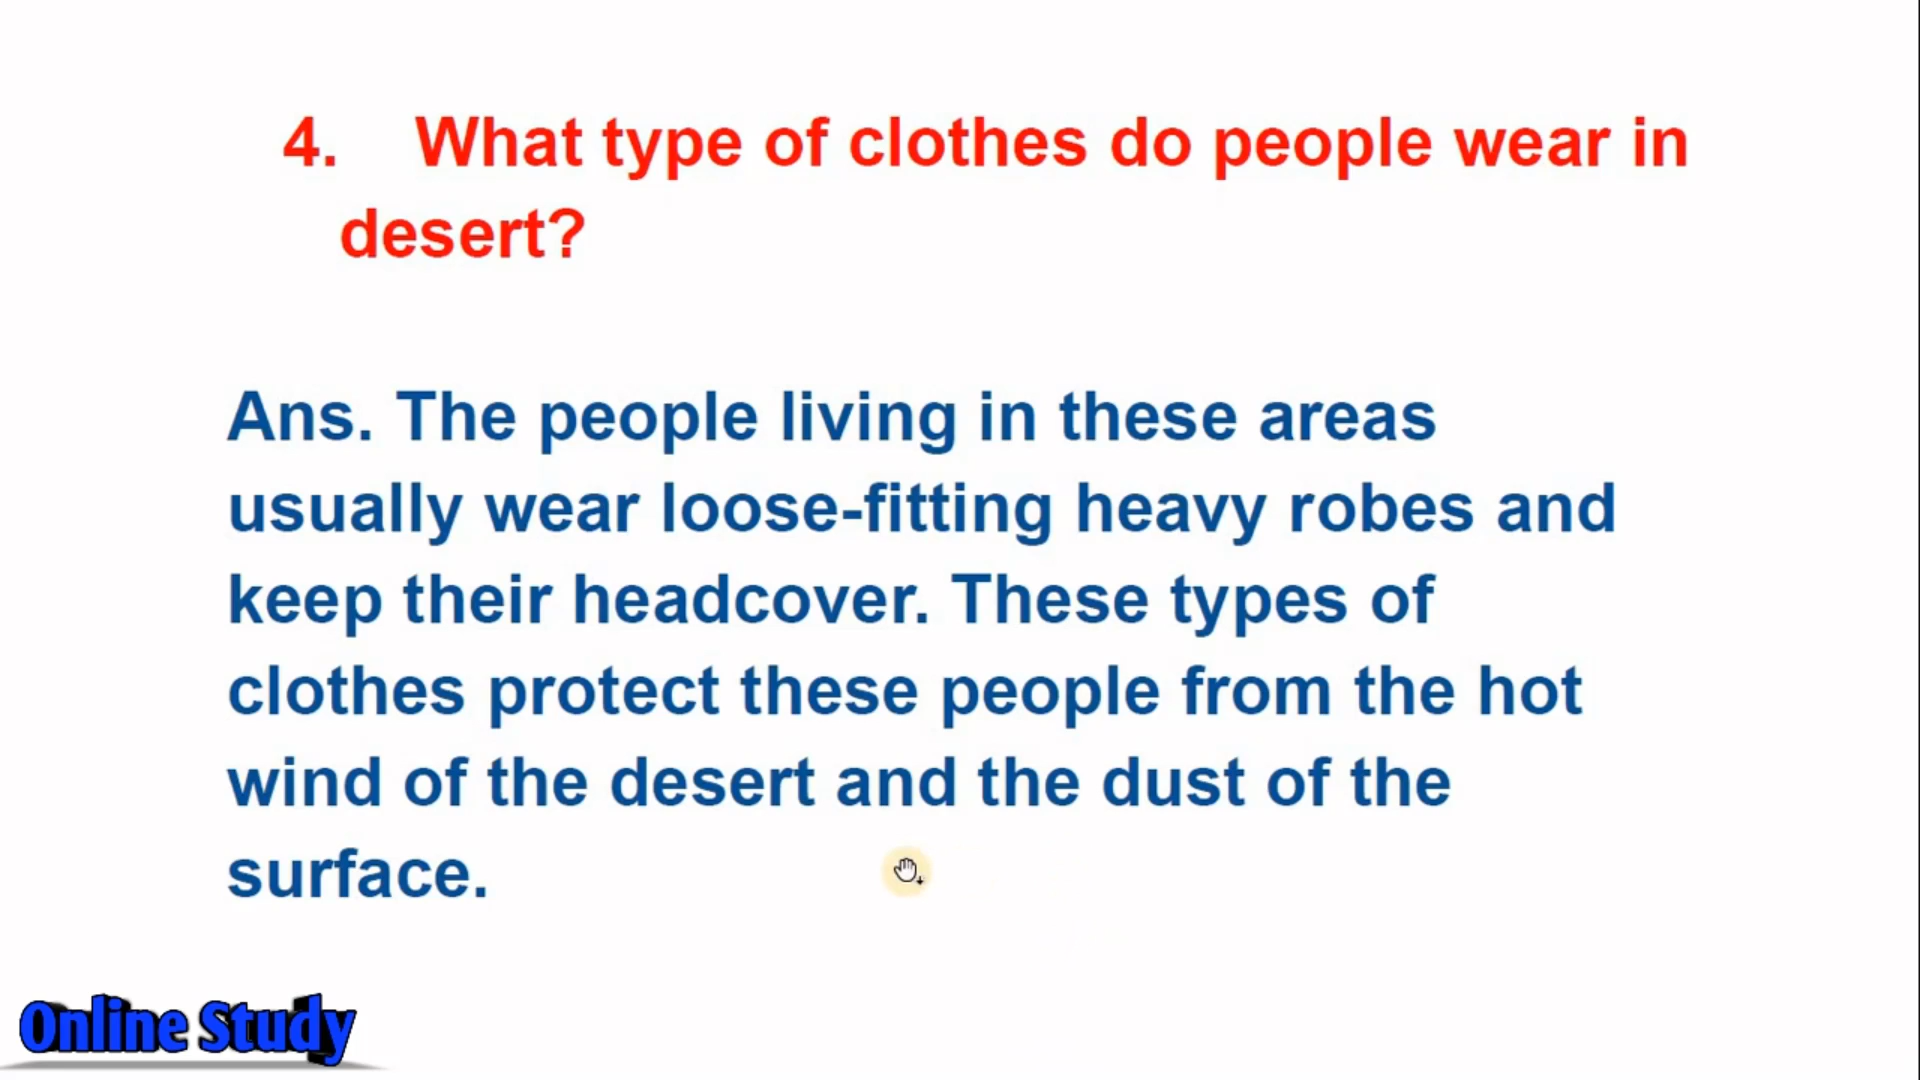 4. What type of clothes do people wear in
desert?
Ans. The people living in these areas
usually wear loose-fitting heavy robes and
keep their headcover. These types of
clothes protect these people from the hot
wind of the desert and the dust of the
surface.
Online Study